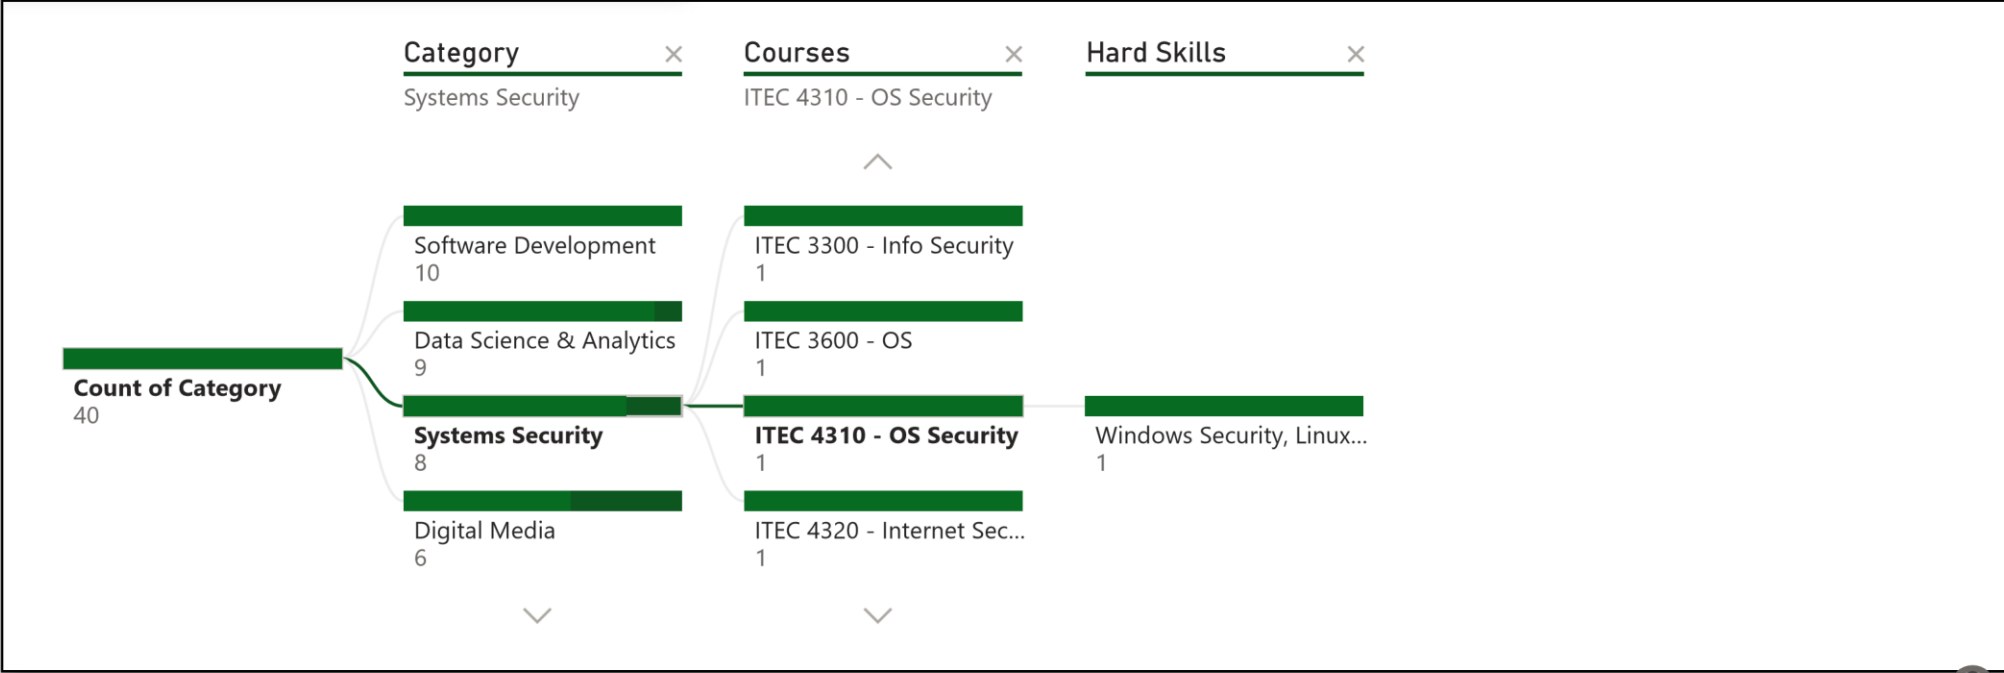 Category
Courses
Hard Skills
Systems Security
ITEC 4310 - OS Security
Count of Category
40
Software Development
10
Data Science & Analytics
9
Systems Security
8
Digital Media
6
ITEC 3300 - Info Security
1
ITEC 3600 - OS
1
ITEC 4310 - OS Security
1
ITEC 4320 - Internet Sec...
1
Windows Security, Linux...
1